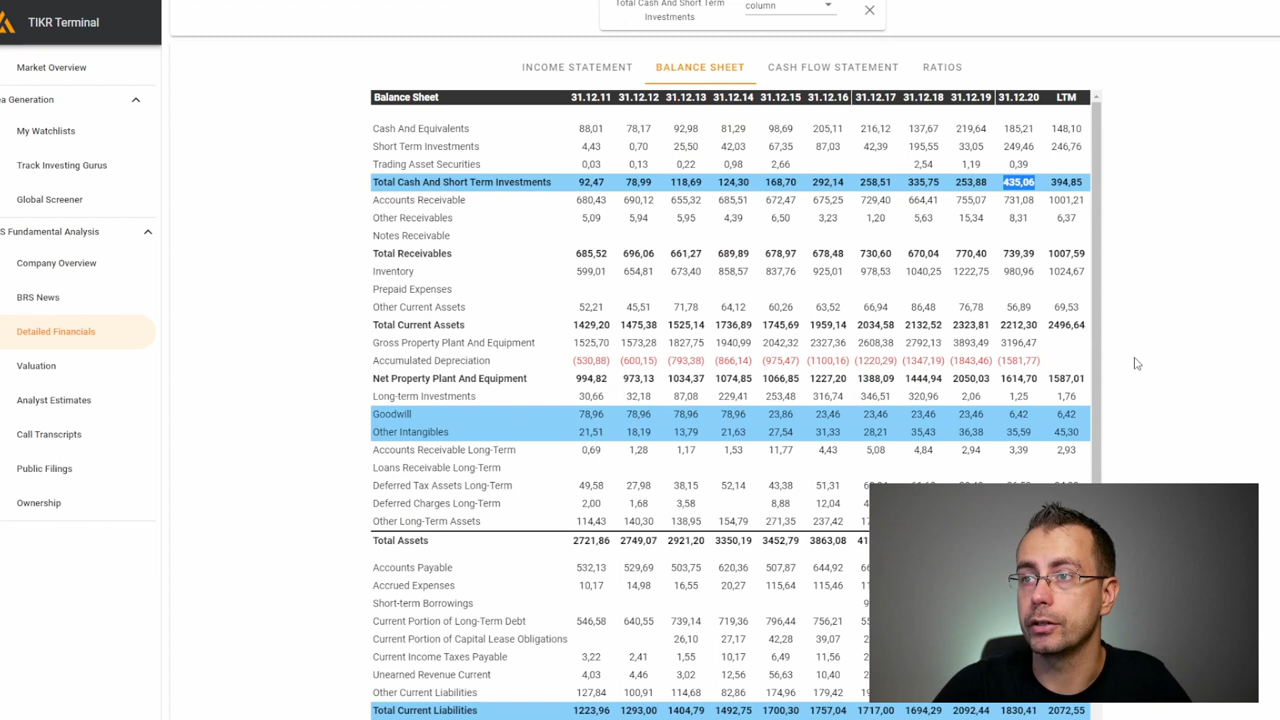 Total Cash And Short Term
Investments
column
TIKR Terminal
Market Overview
ea Generation
My Watchlists
Track Investing Gurus
Global Screener
S Fundamental Analysis
Company Overview
BRS News
Detailed Financials
Valuation
Analyst Estimates
Call Transcripts
Public Filings
Ownership
INCOME STATEMENT BALANCE SHEET CASH FLOW STATEMENT RATIOS
Balance Sheet 31.12.11 31.12.12 31.12.13 31.12.14 31.12.15 31.12.16 31.12.17 31.12.18 31.12.19 31.12.20 LTM
Cash And Equivalents 88,01 78,17 92,98 81,29 98,69 205,11 216,12 137,67 219,64 185,21 148,10
Short Term Investments 4,43 0,70 25,50 42,03 67,35 87,03 42,39 195,55 33,05 249,46 246,76
Trading Asset Securities 0,03 0,13 0,22 0,98 2,66 2,54 1,19 0,39
Total Cash And Short Term Investments 92,47 78,99 118,69 124,30 168,70 292,14 258,51 335,75 253,88 435,06 394,85
Accounts Receivable 680,43 690,12 655,32 685,51 672,47 675,25 729,40 664,41 755,07 731,08 1001,21
Other Receivables 5,09 5,94 5,95 4,39 6,50 3,23 1,20 5,63 15,34 8,31 6,37
Notes Receivable
Total Receivables 685,52 696,06 661,27 689,89 678,97 678,48 730,60 670,04 770,40 739,39 1007,59
Inventory 599,01 654,81 673,40 858,57 837,76 925,01 978,53 1040,25 1222,75 980,96 1024,67
Prepaid Expenses
Other Current Assets 52,21 45,51 71,78 64,12 60,26 63,52 66,94 86,48 76,78 56,89 69,53
Total Current Assets 1429,20 1475,38 1525,14 1736,89 1745,69 1959,14 2034,58 2132,52 2323,81 2212,30 2496,64
Gross Property Plant And Equipment 1525,70 1573,28 1827,75 1940,99 2042,32 2327,36 2608,38 2792,13 3893,49 3196,47
Accumulated Depreciation (530,88) (600,15) (793,38) (866,14) (975,47) (1100,16) (1220,29) (1347,19) (1843,46) (1581,77)
Net Property Plant And Equipment 994,82 973,13 1034,37 1074,85 1066,85 1227,20 1388,09 1444,94 2050,03 1614,70 1587,01
Long-term Investments 30,66 32,18 87,08 229,41 253,48 316,74 346,51 320,96 2,06 1,25 1,76
Goodwill 78,96 78,96 78,96 78,96 23,86 23,46 23,46 23,46 23,46 6,42 6,42
Other Intangibles 21,51 18,19 13,79 21,63 27,54 31,33 28,21 35,43 36,38 35,59 45,30
Accounts Receivable Long-Term 0,69 1,28 1,17 1,53 11,77 4,43 5,08 4,84 2,94 3,39 2,93
Loans Receivable Long-Term
Deferred Tax Assets Long-Term 49,58 27,98 38,15 52,14 43,38 51,31
Deferred Charges Long-Term 2,00 1,68 3,58 8,88 12,04
Other Long-Term Assets 114,43 140,30 138,95 154,79 271,35 237,42
Total Assets 2721,86 2749,07 2921,20 3350,19 3452,79 3863,08
Accounts Payable 532,13 529,69 503,75 620,36 507,87 644,92
Accrued Expenses 10,17 14,98 16,55 20,27 115,64 115,46
Short-term Borrowings
Current Portion of Long-Term Debt 546,58 640,55 739,14 719,36 796,44 756,21
Current Portion of Capital Lease Obligations 26,10 27,17 42,28 39,07
Current Income Taxes Payable 3,22 2,41 1,55 10,17 6,49 11,56
Unearned Revenue Current 4,03 4,46 3,02 12,56 56,63 10,40
Other Current Liabilities 127,84 100,91 114,68 82,86 174,96 179,42
Total Current Liabilities 1223,96 1293,00 1404,79 1492,75 1700,30 1757,04 1717,00 1694,29 2092,44 1830,41 2072,55